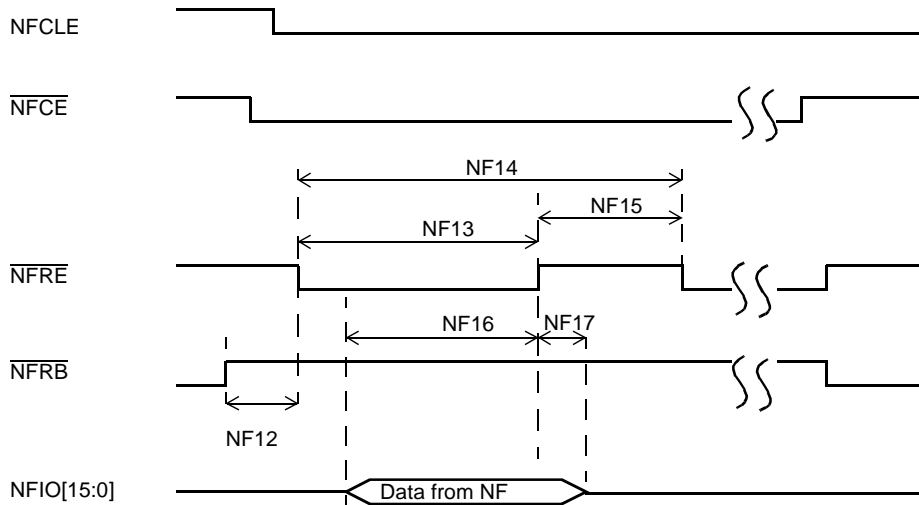 NFCLE
NFCE
NF14
NF15
NF13
NFRE
NF16
NF17
NFRB
NF12
NFIO[15:0]
Data from NF